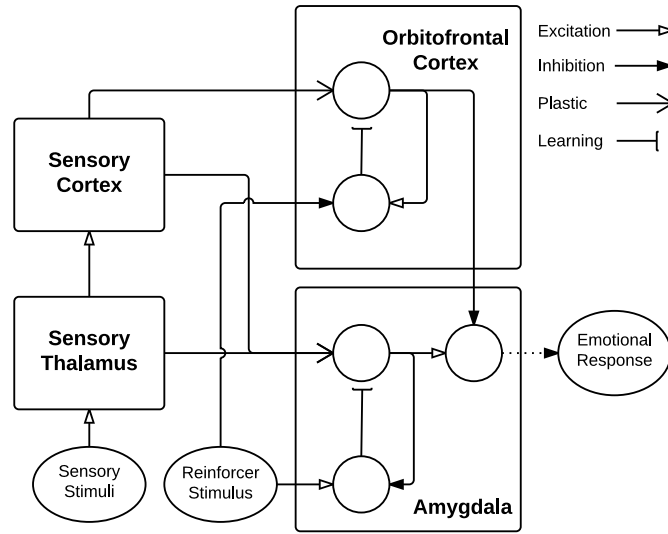 Orbitofrontal
Cortex
Excitation
Inhibition
Plastic
Learning
Sensory
Cortex
Sensory
Thalamus
Emotional
Response
Sensory
Stimuli
Reinforcer
Stimulus
Amygdala